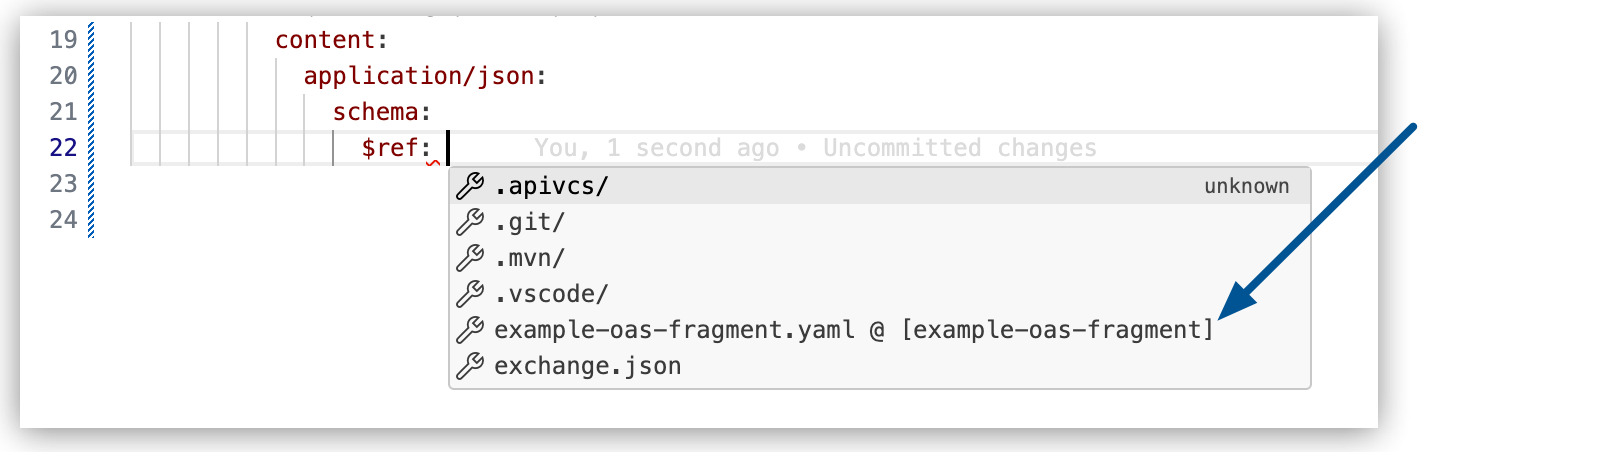 19 content:
20 application/json:
21 schema:
22 $ref: You, 1 second ago • Uncommitted changes
.apivcs/ unknown
23 .git/
24 .mvn/
.vscode/
example-oas-fragment.yaml @ [example-oas-fragment]
exchange.json